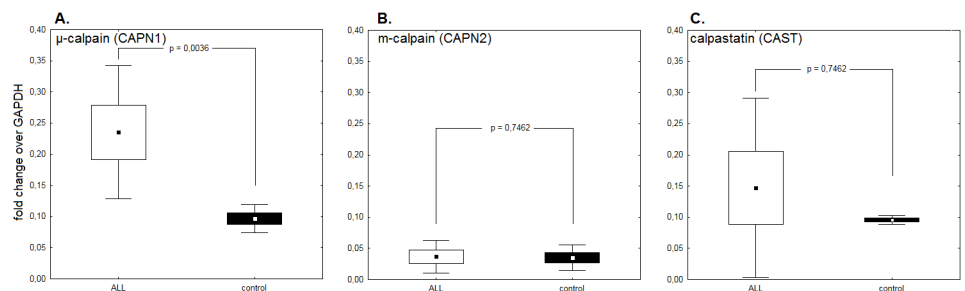 A.
μ-calpain (CAPN1)
p = 0,0036
fold change over GAPDH
0,40
0,35
0,30
0,25
0,20
0,15
0,10
0,05
0,00
ALL
control
B.
m-calpain (CAPN2)
p = 0,7462
0,40
0,35
0,30
0,25
0,20
0,15
0,10
0,05
0,00
ALL
control
C.
calpastatin (CAST)
p = 0,7462
0,40
0,35
0,30
0,25
0,20
0,15
0,10
0,05
0,00
ALL
control